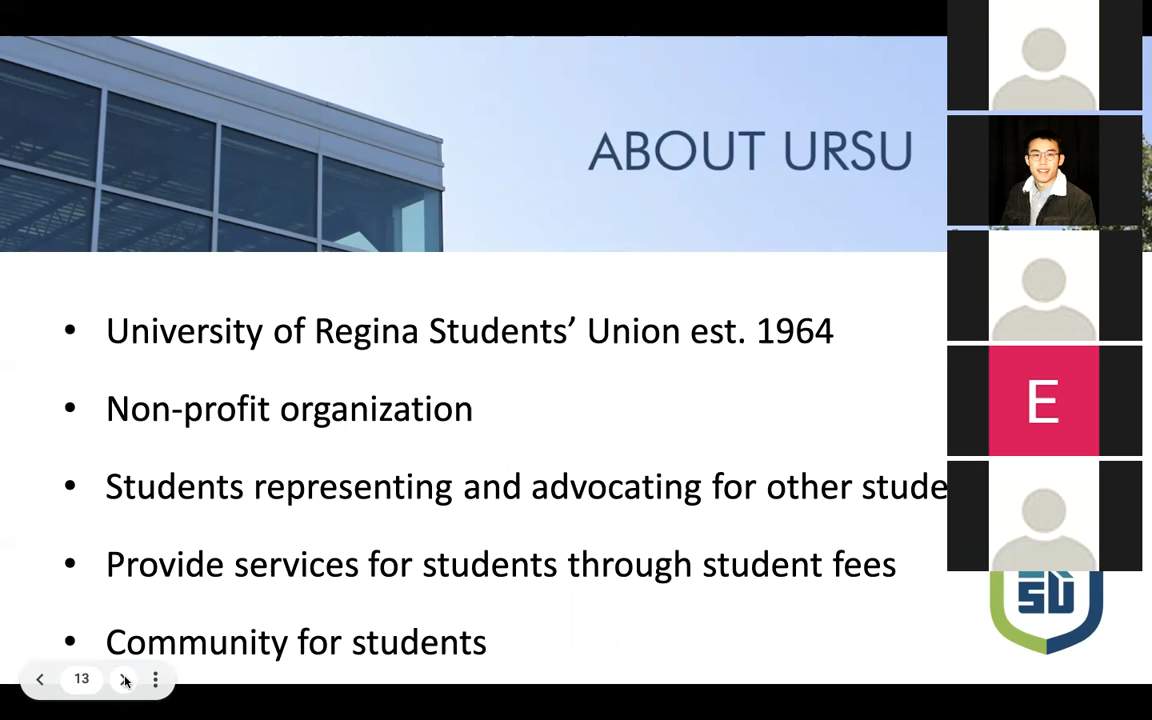 ABOUT URSU
• University of Regina Students’ Union est. 1964
• Non-profit organization
• Students representing and advocating for other stude
E
• Provide services for students through student fees
SU
• Community for students
13